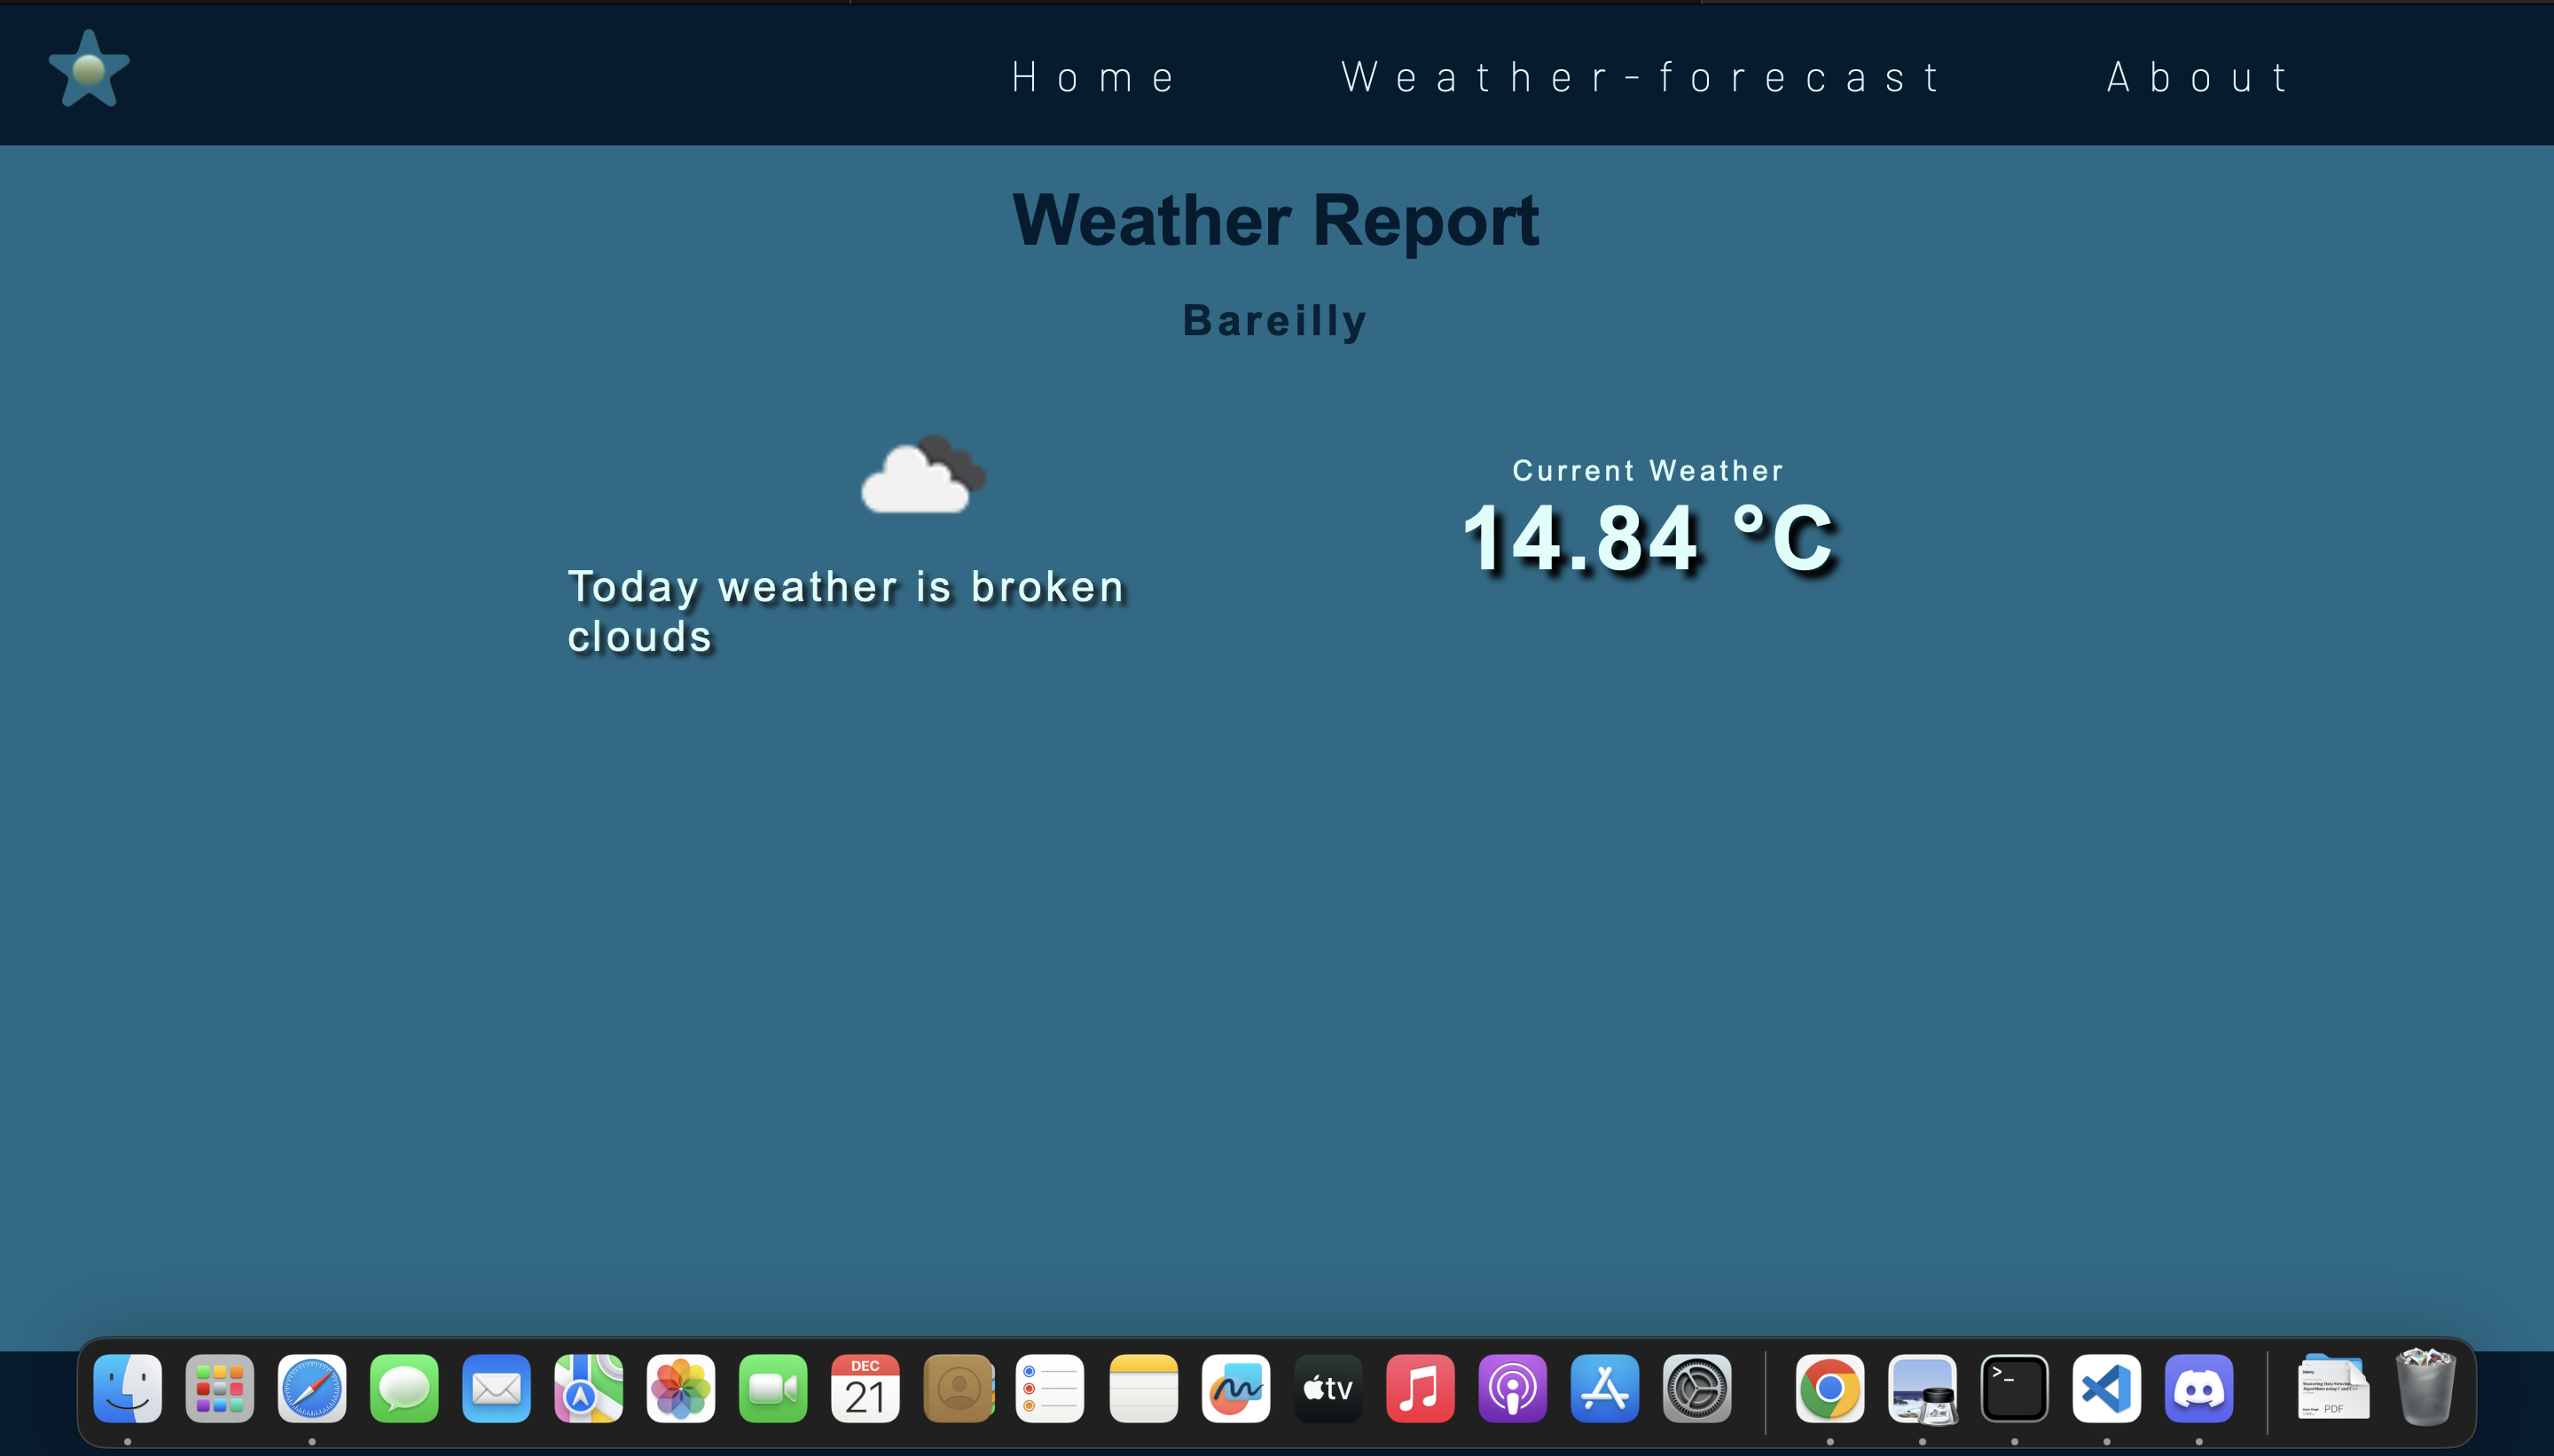 Home Weather-forecast About
Weather Report
Bareilly
Current Weather
14.84 °C
Today weather is broken
clouds
DEC
21
tv
>_
PDF